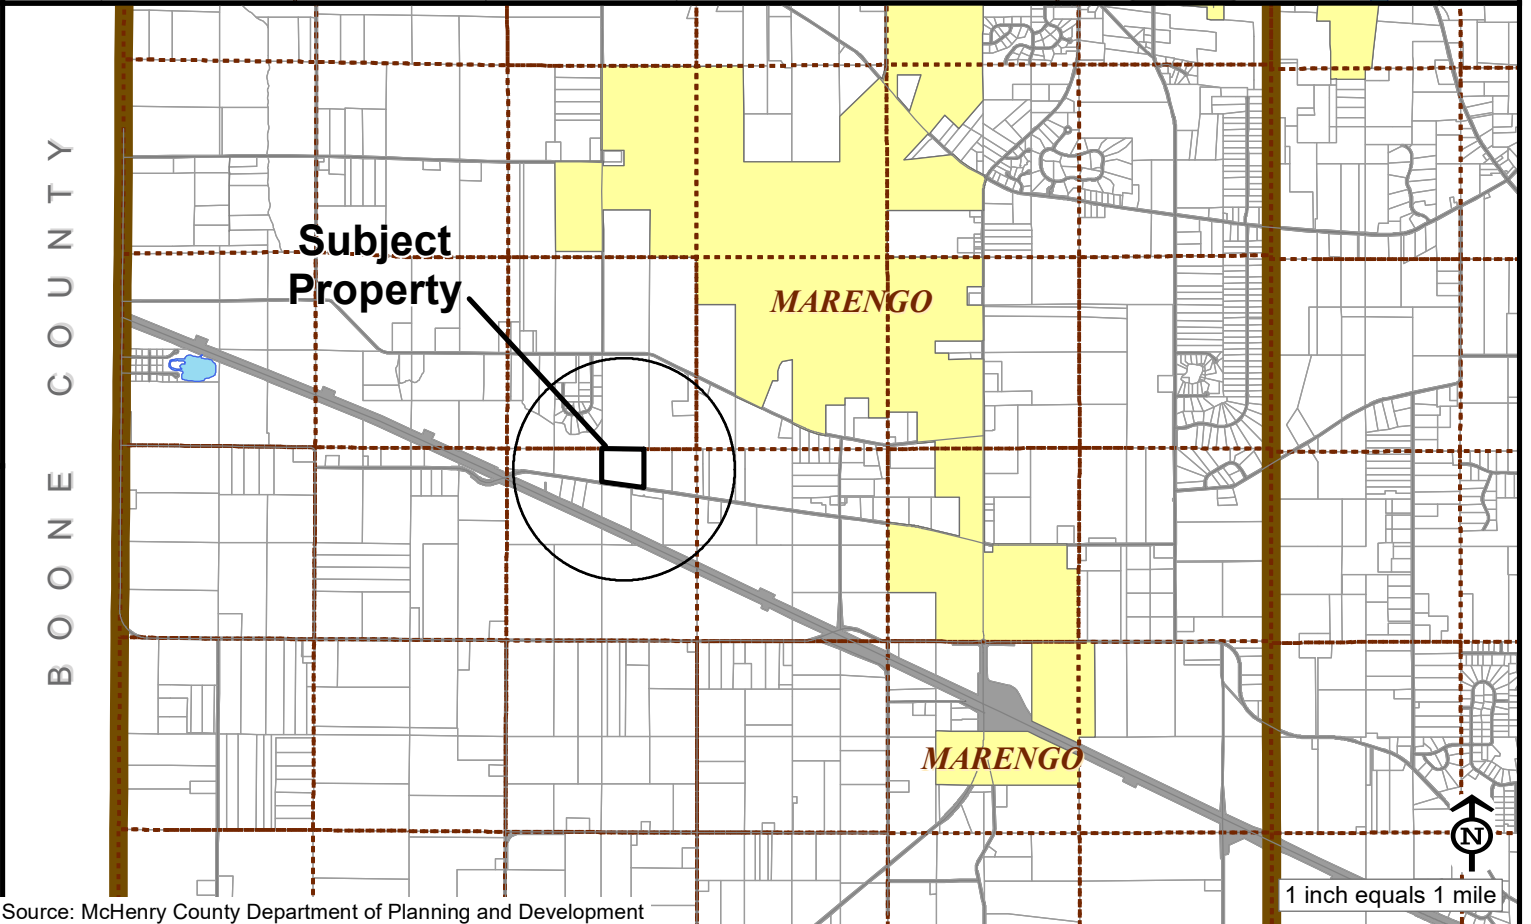 BOONE COUNTY
Subject
Property
MARENGO
MARENGO
N
1 inch equals 1 mile
Source: McHenry County Department of Planning and Development